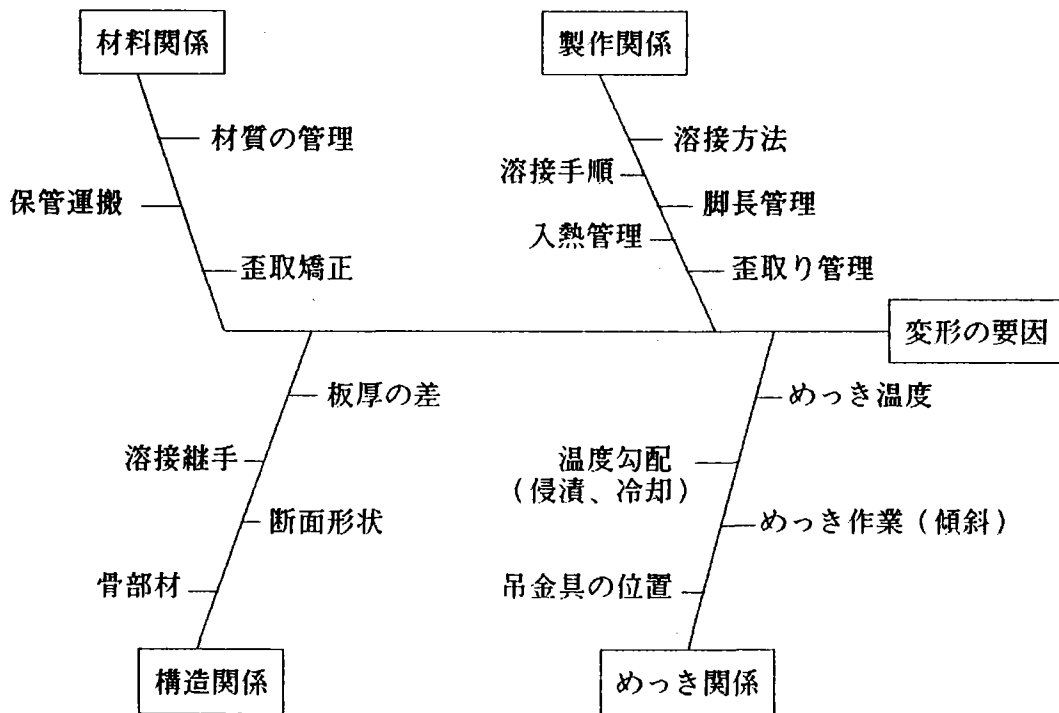 材料関係
製作関係
材質の管理
保管運搬
歪取矯正
溶接方法
溶接手順
脚長管理
入熱管理
歪取り管理
変形の要因
板厚の差
溶接継手
断面形状
骨部材
構造関係
めっき温度
温度勾配
(侵漬、冷却)
めっき作業(傾斜)
吊金具の位置
めっき関係